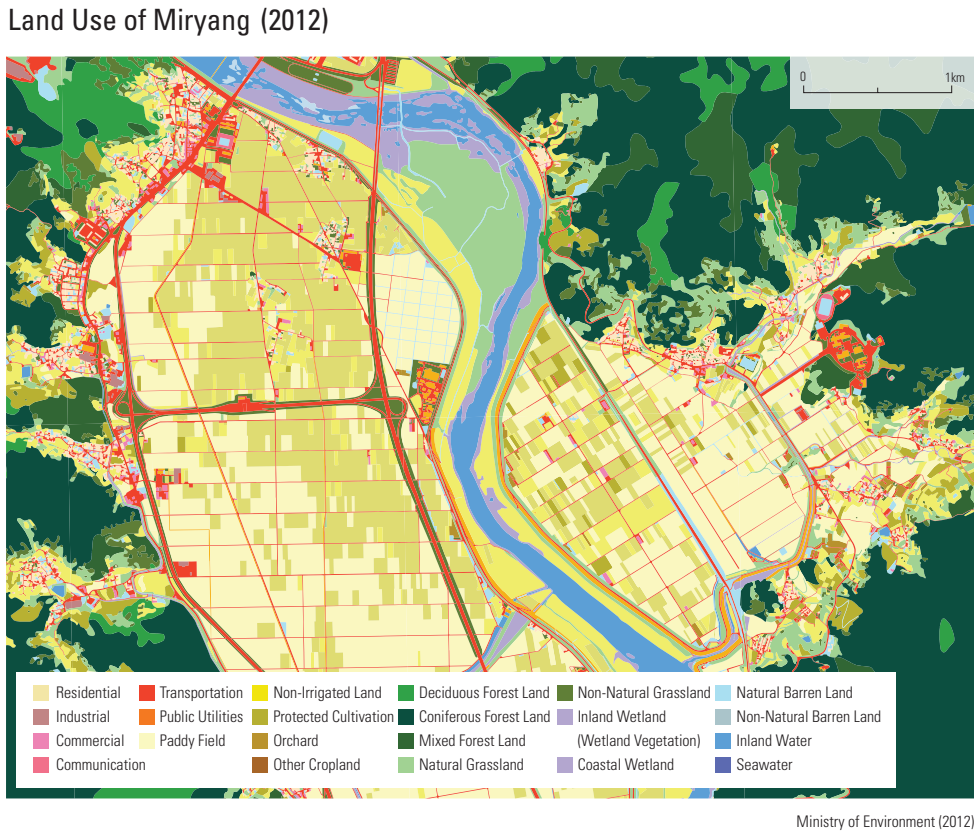 Land Use of Miryang (2012)
0 1km
Residential Transportation Non-Irrigated Land Deciduous Forest Land Non-Natural Grassland Natural Barren Land
Industrial Public Utilities Protected Cultivation Coniferous Forest Land Inland Wetland Non-Natural Barren Land
Commercial Paddy Field Orchard Mixed Forest Land (Wetland Vegetation) Inland Water
Communication Other Cropland Natural Grassland Coastal Wetland Seawater
Ministry of Environment (2012)